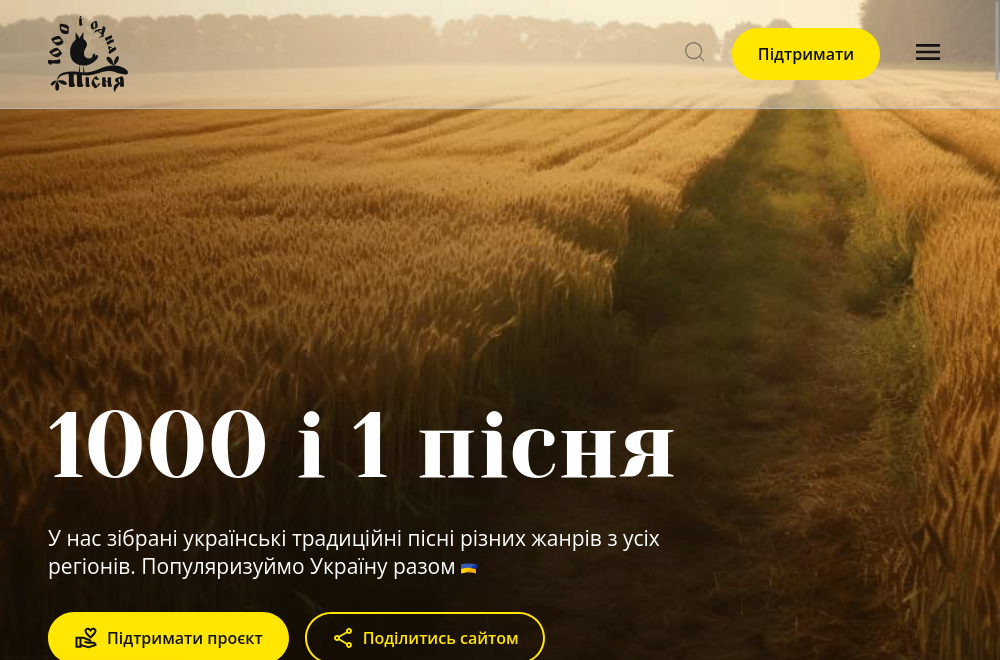 1000 і одна
Пісня
Підтримати
1000 і 1 пісня
У нас зібрані українські традиційні пісні різних жанрів з усіх
регіонів. Популяризуймо Україну разом
Підтримати проєкт
Поділитись сайтом